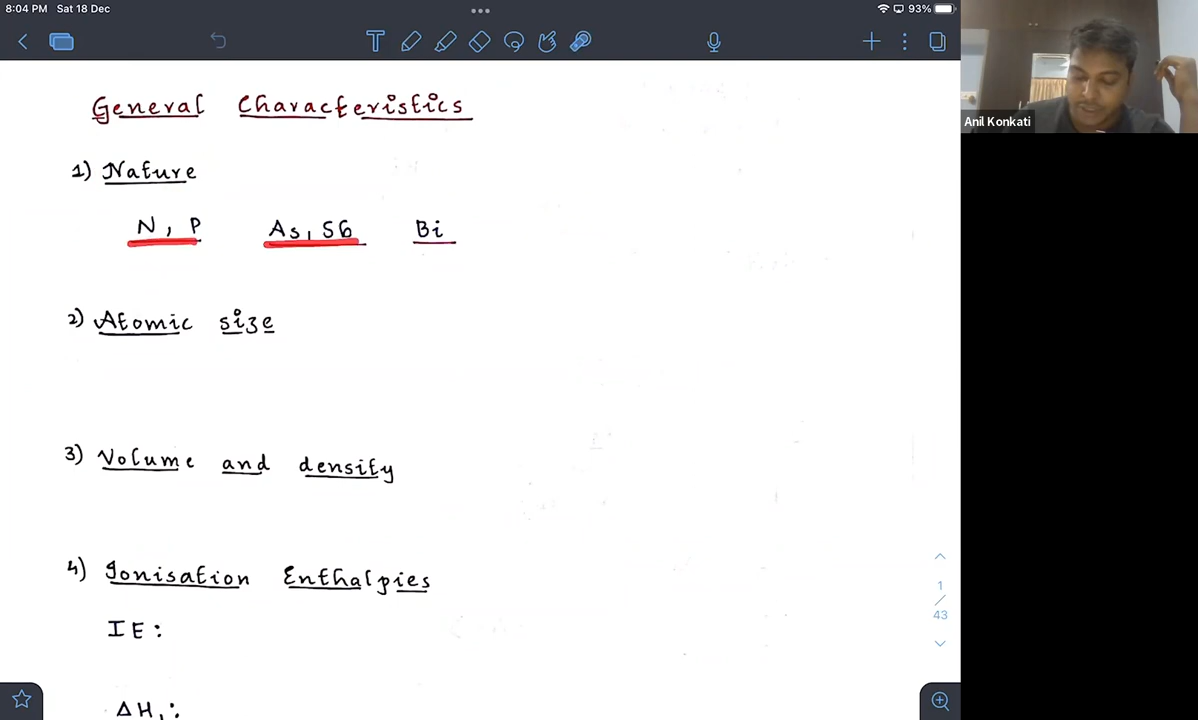 8:04 PM Sat 18 Dec
93%
General Characteristics
1) Nature
N, P As, Sb Bi
2) Atomic size
3) Volume and density
4) Ionisation Enthalpies
IE:
ΔH₁:
1
/
43
Anil Konkati